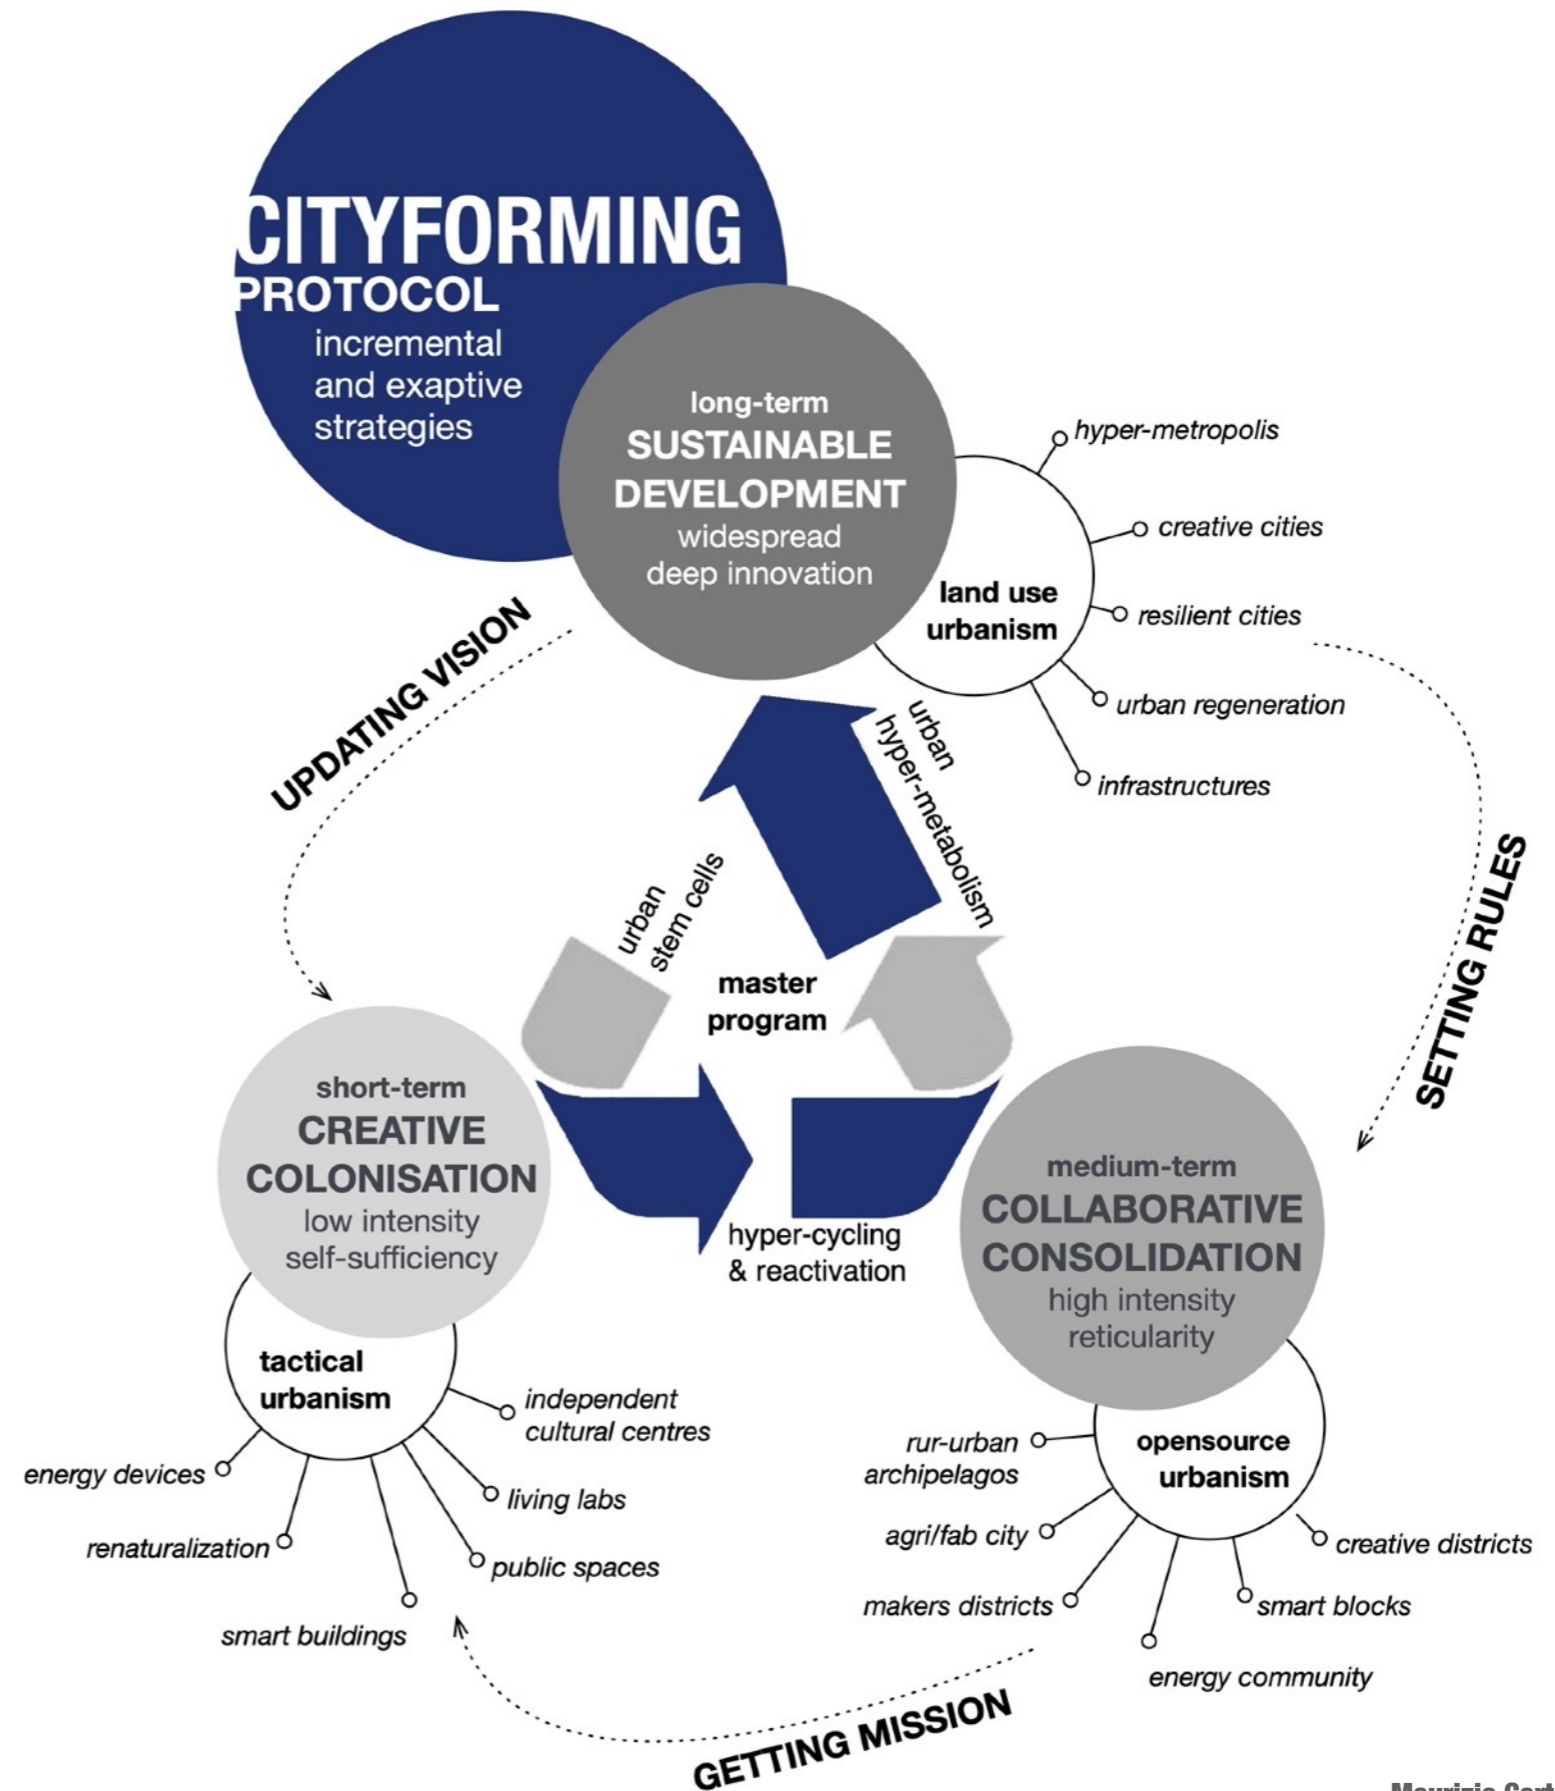 CITYFORMING
PROTOCOL
incremental
and exaptive
strategies
long-term
SUSTAINABLE
DEVELOPMENT
widespread
deep innovation
land use
urbanism
hyper-metropolis
creative cities
resilient cities
urban regeneration
infrastructures
UPDATING VISION
SETTING RULES
urban
hyper-metabolism
urban
stem cells
master
program
short-term
CREATIVE
COLONISATION
low intensity
self-sufficiency
hyper-cycling
& reactivation
medium-term
COLLABORATIVE
CONSOLIDATION
high intensity
reticularity
tactical
urbanism
independent
cultural centres
living labs
public spaces
smart buildings
renaturalization
energy devices
opensource
urbanism
rur-urban
archipelagos
agri/fab city
makers districts
energy community
smart blocks
creative districts
GETTING MISSION
Maurizio